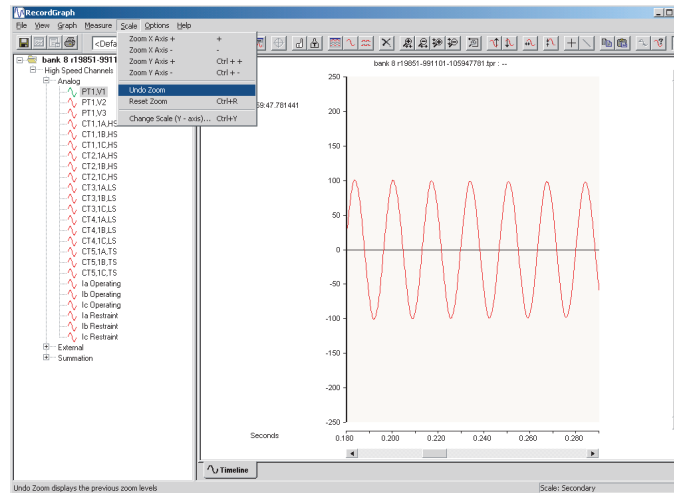 RecordGraph
File View Graph Measure Scale Options Help
Zoom X Axis + +
Zoom X Axis - -
Zoom Y Axis + Ctrl + +
Zoom Y Axis - Ctrl + -
Undo Zoom
Reset Zoom Ctrl+R
Change Scale (Y - axis)... Ctrl+Y
<Defa
bank 8 r19851-9911
High Speed Channels
Analog
PT1,V1
PT1,V2
PT1,V3
CT1,1A,HS
CT1,1B,HS
CT1,1C,HS
CT2,1A,HS
CT2,1B,HS
CT2,1C,HS
CT3,1A,LS
CT3,1B,LS
CT3,1C,LS
CT4,1A,LS
CT4,1B,LS
CT4,1C,LS
CT5,1A,TS
CT5,1B,TS
CT5,1C,TS
Ia Operating
Ib Operating
Ic Operating
Ia Restraint
Ib Restraint
Ic Restraint
External
Summation
bank 8 r19851-991101-105947781.tpr : --
59:47.781441
250
200
150
100
50
0
-50
-100
-150
-200
-250
Seconds
0.180 0.200 0.220 0.240 0.260 0.280
Timeline
Undo Zoom displays the previous zoom levels
Scale: Secondary